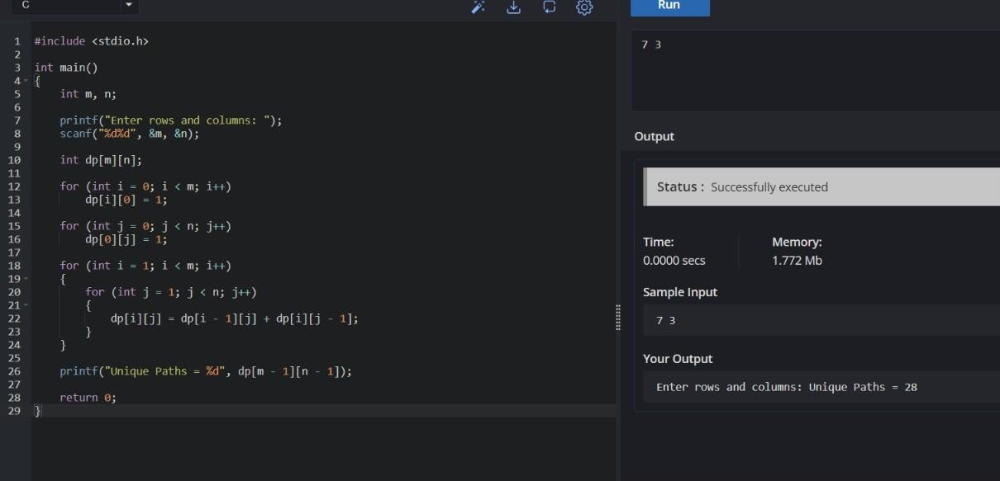 C
Run
1 #include <stdio.h>
2
3 int main()
4 {
5     int m, n;
6
7     printf("Enter rows and columns: ");
8     scanf("%d%d", &m, &n);
9
10     int dp[m][n];
11
12     for (int i = 0; i < m; i++)
13         dp[i][0] = 1;
14
15     for (int j = 0; j < n; j++)
16         dp[0][j] = 1;
17
18     for (int i = 1; i < m; i++)
19     {
20         for (int j = 1; j < n; j++)
21         {
22             dp[i][j] = dp[i - 1][j] + dp[i][j - 1];
23         }
24     }
25
26     printf("Unique Paths = %d", dp[m - 1][n - 1]);
27
28     return 0;
29 }
7 3
Output
Status : Successfully executed
Time: Memory:
0.0000 secs 1.772 Mb
Sample Input
7 3
Your Output
Enter rows and columns: Unique Paths = 28